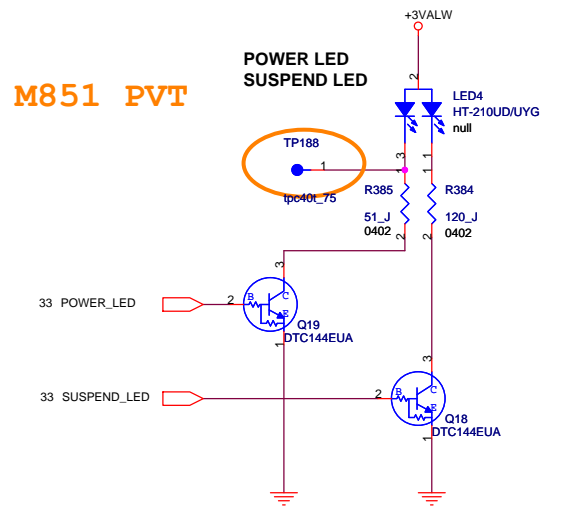 +3VALW
POWER LED
SUSPEND LED
M851 PVT
2
LED4
HT-210UD/UYG
null
TP188
1
tpc40t_75
3
1
1
1
R385
R384
51_J
0402
120_J
0402
2
2
3
33 POWER_LED
2
B
C
E
Q19
DTC144EUA
1
3
33 SUSPEND_LED
2
B
C
E
Q18
DTC144EUA
1